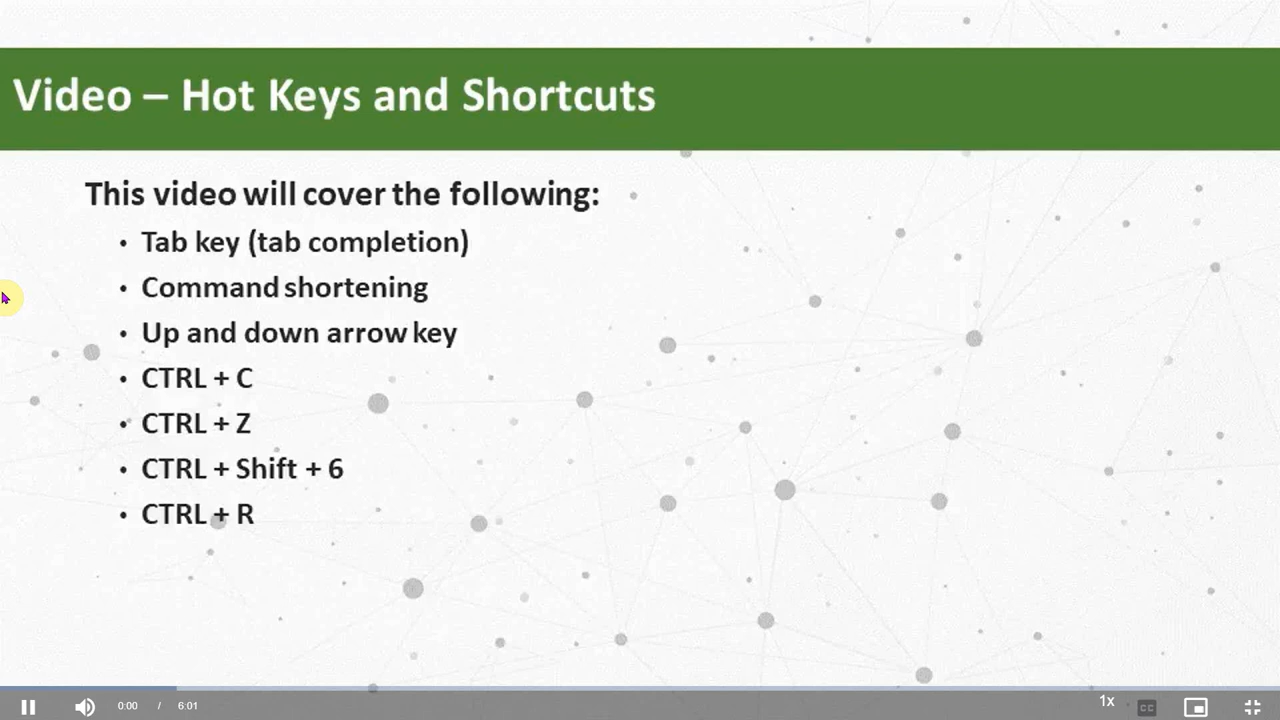 Video – Hot Keys and Shortcuts
This video will cover the following:
• Tab key (tab completion)
• Command shortening
• Up and down arrow key
• CTRL + C
• CTRL + Z
• CTRL + Shift + 6
• CTRL + R
0:00 / 6:01 1x CC